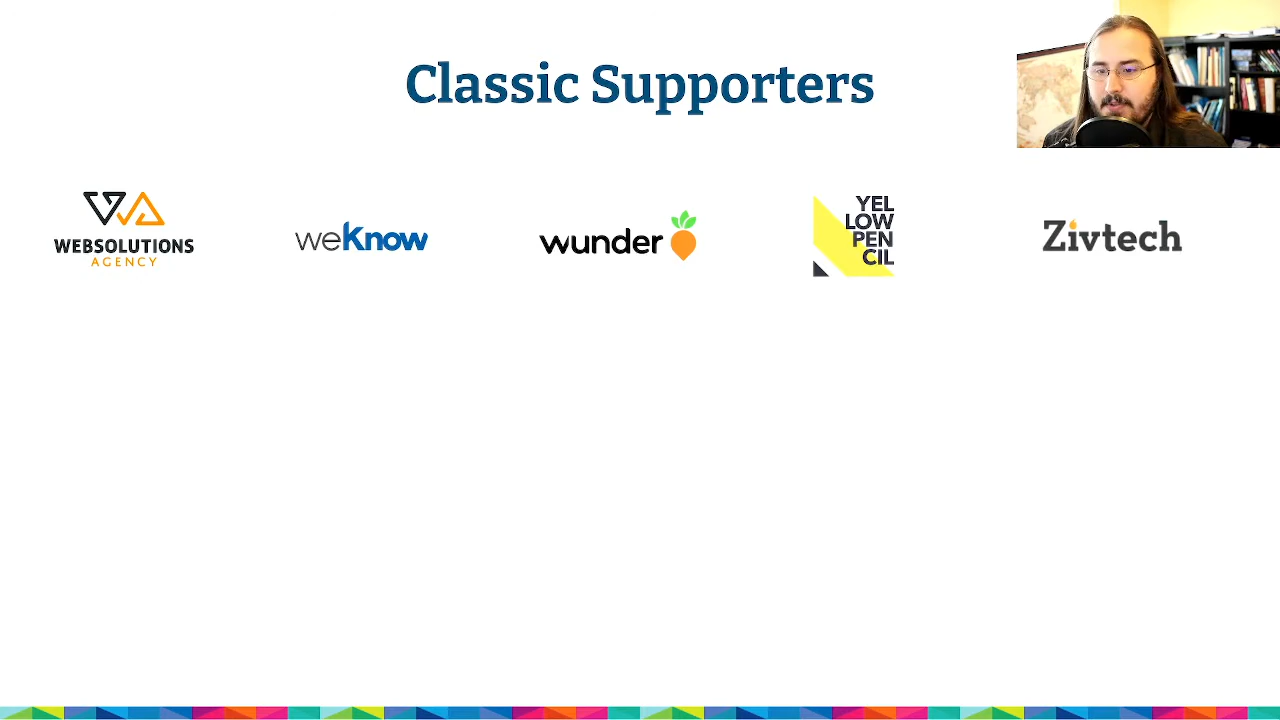 Classic Supporters
WEBSOLUTIONS
AGENCY
weKnow
wunder
YEL
LOW
PEN
CIL
Zivtech